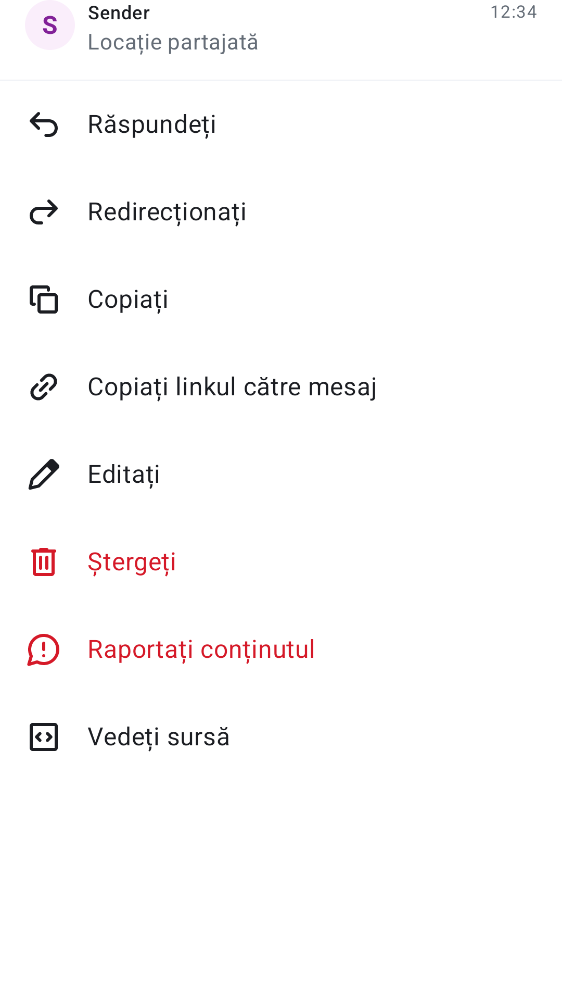 S
Sender
12:34
Locație partajată
Răspundeți
Redirecționați
Copiați
Copiați linkul către mesaj
Editați
Ștergeți
Raportați conținutul
Vedeți sursă